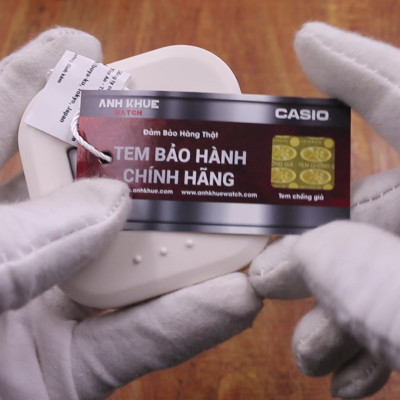 ANH KHUE
WATCH
CASIO
Đảm Bảo Hàng Thật
TEM BẢO HÀNH
CHÍNH HÃNG
www.anhkhue.com | www.anhkhuewatch.com
Tem chống giả